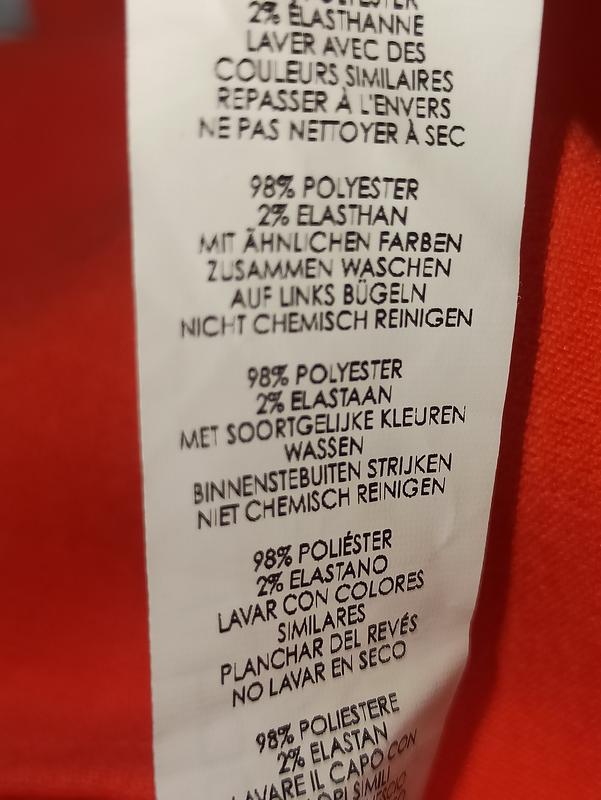 POLYESTER
2% ÉLASTHANNE
LAVER AVEC DES
COULEURS SIMILAIRES
REPASSER À L'ENVERS
NE PAS NETTOYER À SEC
98% POLYESTER
2% ELASTHAN
MIT ÄHNLICHEN FARBEN
ZUSAMMEN WASCHEN
AUF LINKS BÜGELN
NICHT CHEMISCH REINIGEN
98% POLYESTER
2% ELASTAAN
MET SOORTGELIJKE KLEUREN
WASSEN
BINNENSTEBUITEN STRIJKEN
NIET CHEMISCH REINIGEN
98% POLIÉSTER
2% ELASTANO
LAVAR CON COLORES
SIMILARES
PLANCHAR DEL REVÉS
NO LAVAR EN SECO
98% POLIESTERE
2% ELASTAN
LAVARE IL CAPO CON
SIMILI